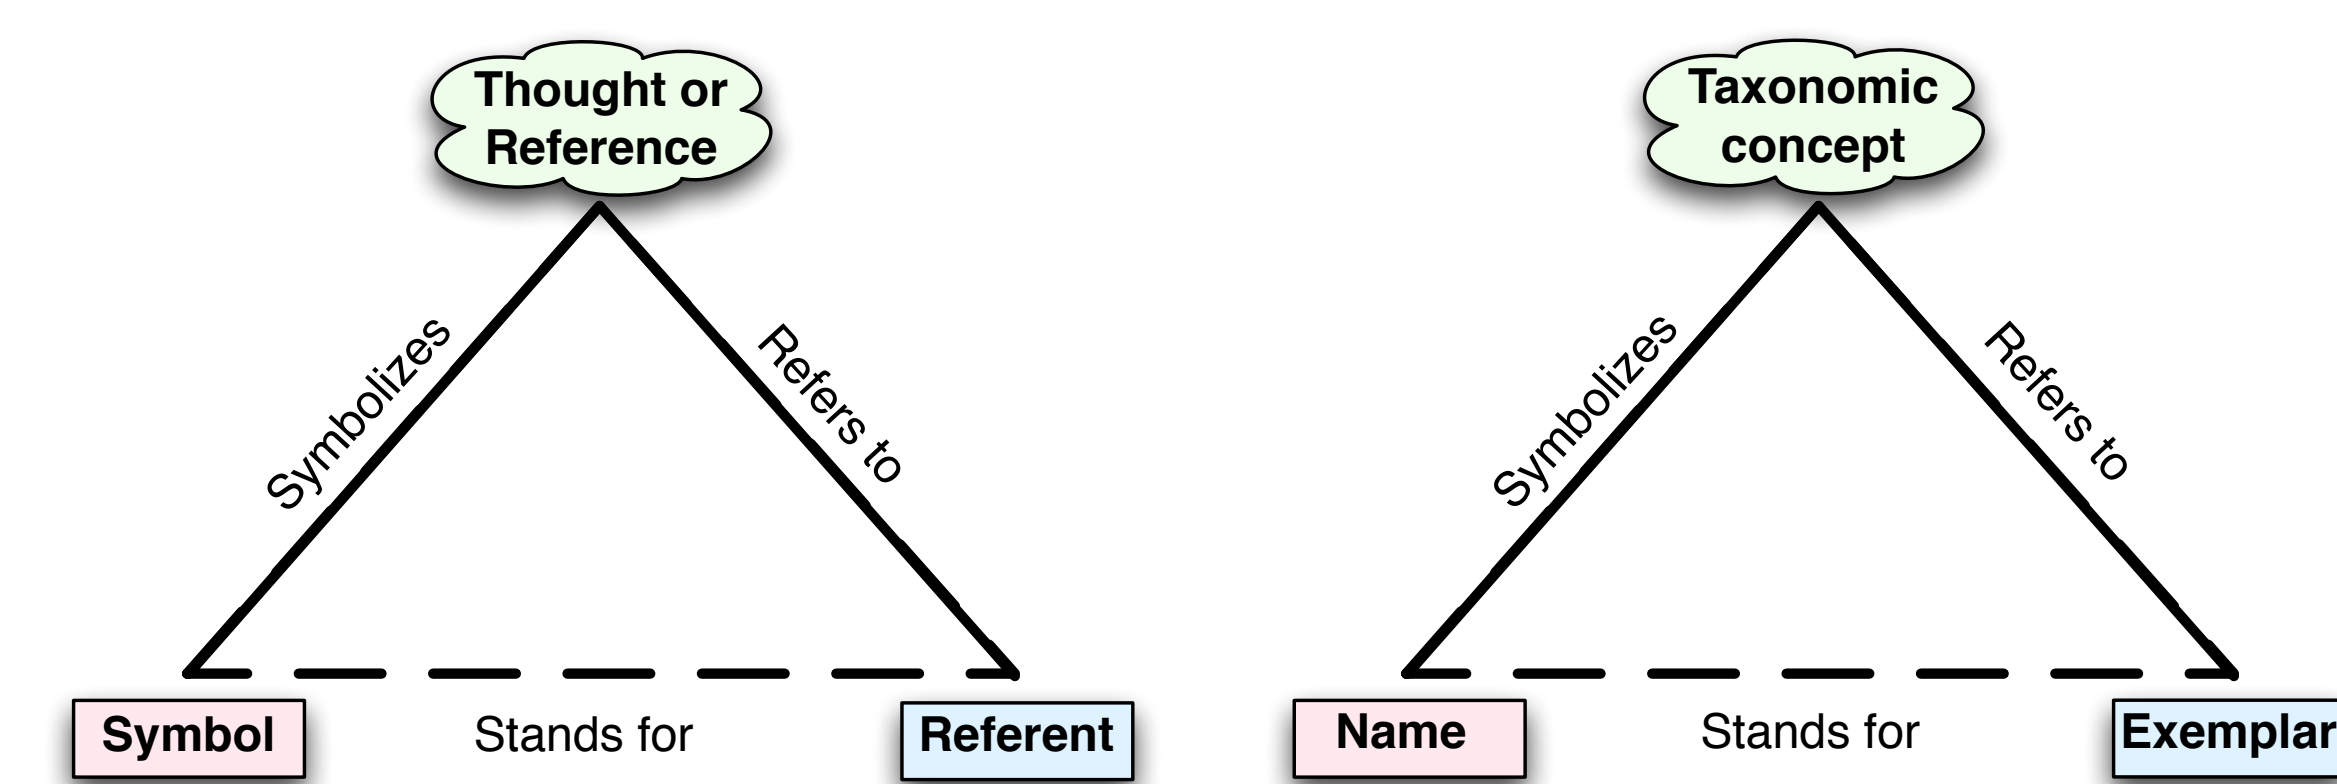 Thought or
Reference
Symbolizes
Refers to
Symbol
Stands for
Referent
Taxonomic
concept
Symbolizes
Refers to
Name
Stands for
Exemplar